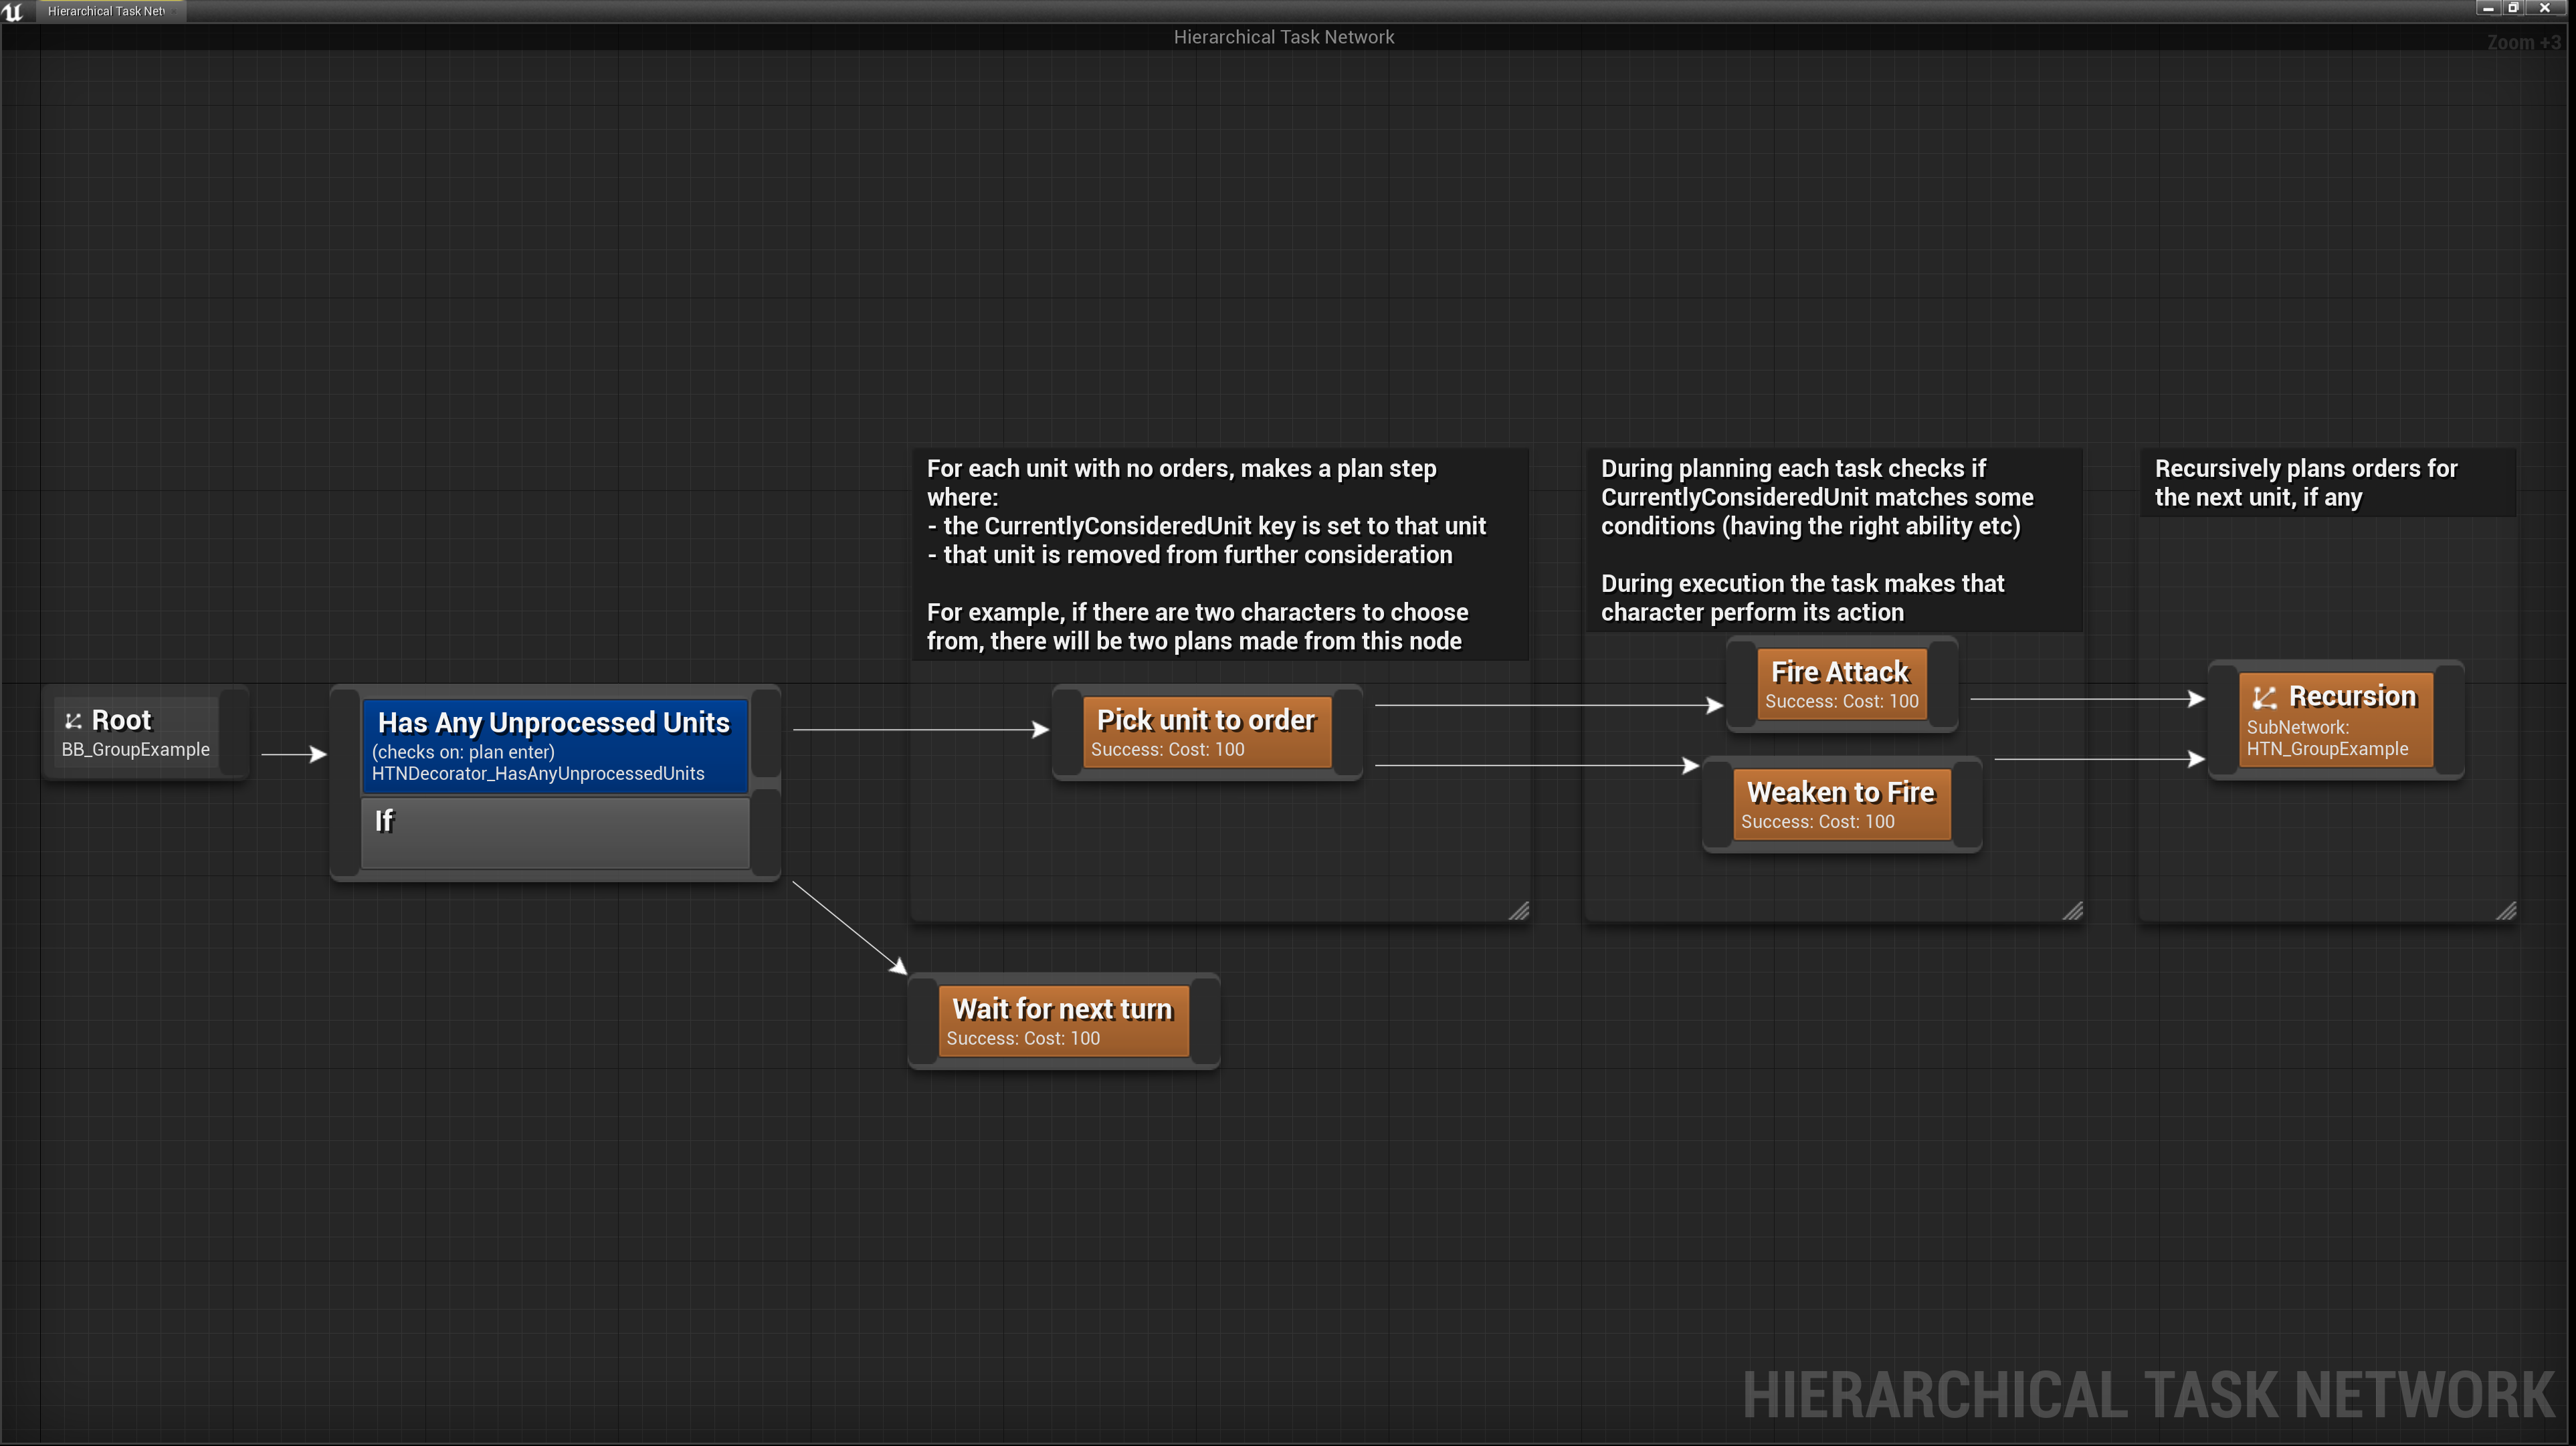 Hierarchical Task Net
Hierarchical Task Network
Zoom +3
For each unit with no orders, makes a plan step
where:
- the CurrentlyConsideredUnit key is set to that unit
- that unit is removed from further consideration
For example, if there are two characters to choose
from, there will be two plans made from this node
During planning each task checks if
CurrentlyConsideredUnit matches some
conditions (having the right ability etc)
During execution the task makes that
character perform its action
Recursively plans orders for
the next unit, if any
Root
BB_GroupExample
Has Any Unprocessed Units
(checks on: plan enter)
HTNDecorator_HasAnyUnprocessedUnits
If
Pick unit to order
Success: Cost: 100
Fire Attack
Success: Cost: 100
Weaken to Fire
Success: Cost: 100
Recursion
SubNetwork:
HTN_GroupExample
Wait for next turn
Success: Cost: 100
HIERARCHICAL TASK NETWORK